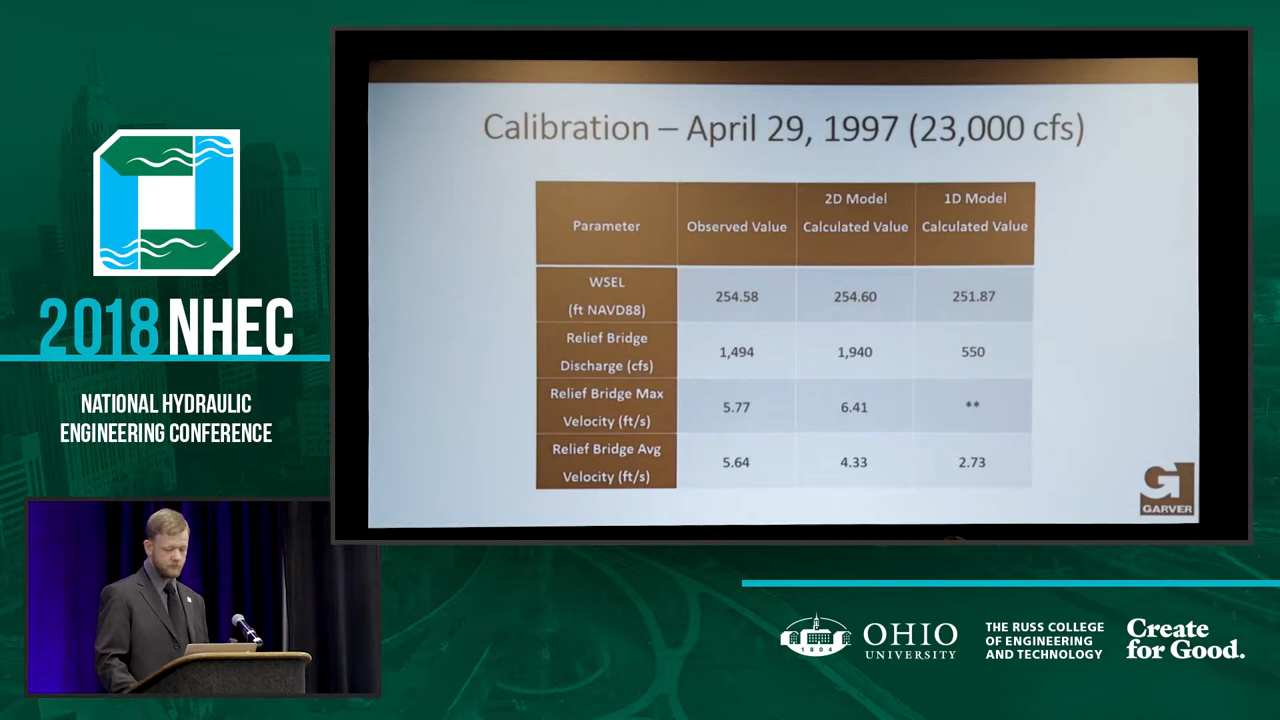 2018 NHEC
NATIONAL HYDRAULIC
ENGINEERING CONFERENCE
Calibration – April 29, 1997 (23,000 cfs)
Parameter
Observed Value
2D Model
Calculated Value
1D Model
Calculated Value
WSEL
(ft NAVD88)
254.58
254.60
251.87
Relief Bridge
Discharge (cfs)
1,494
1,940
550
Relief Bridge Max
Velocity (ft/s)
5.77
6.41
**
Relief Bridge Avg
Velocity (ft/s)
5.64
4.33
2.73
GARVER
1804
OHIO
UNIVERSITY
THE RUSS COLLEGE
OF ENGINEERING
AND TECHNOLOGY
Create
for Good.